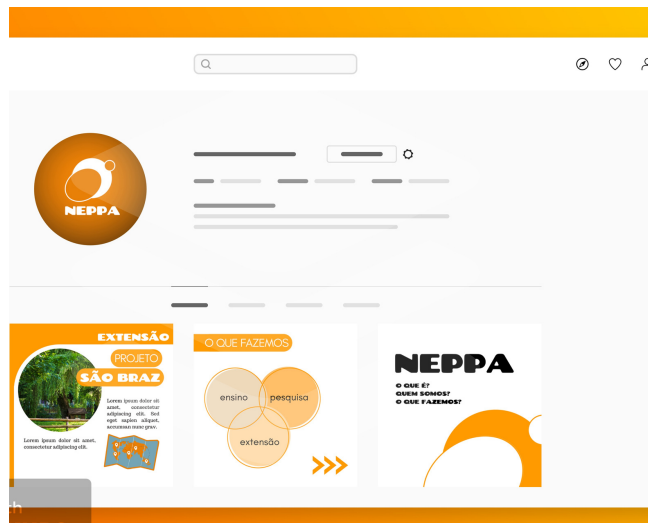 NEPPA
EXTENSÃO
PROJETO
SÃO BRAZ
Lorem ipsum dolor sit
amet, consectetur
adipiscing elit. Sed
eget sapien aliquet,
accumsan nunc grav.
Lorem ipsum dolor sit amet,
consectetur adipiscing elit.
O QUE FAZEMOS
ensino
pesquisa
extensão
NEPPA
O QUE É?
QUEM SOMOS?
O QUE FAZEMOS?